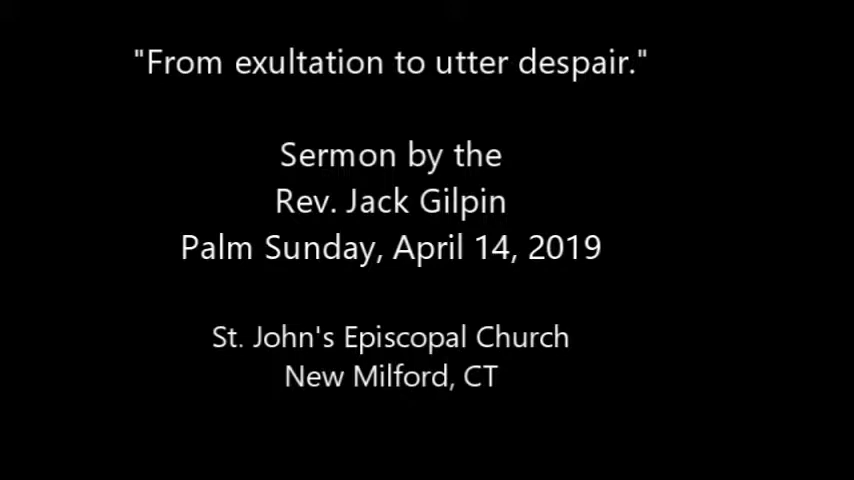 "From exultation to utter despair."
Sermon by the
Rev. Jack Gilpin
Palm Sunday, April 14, 2019
St. John's Episcopal Church
New Milford, CT